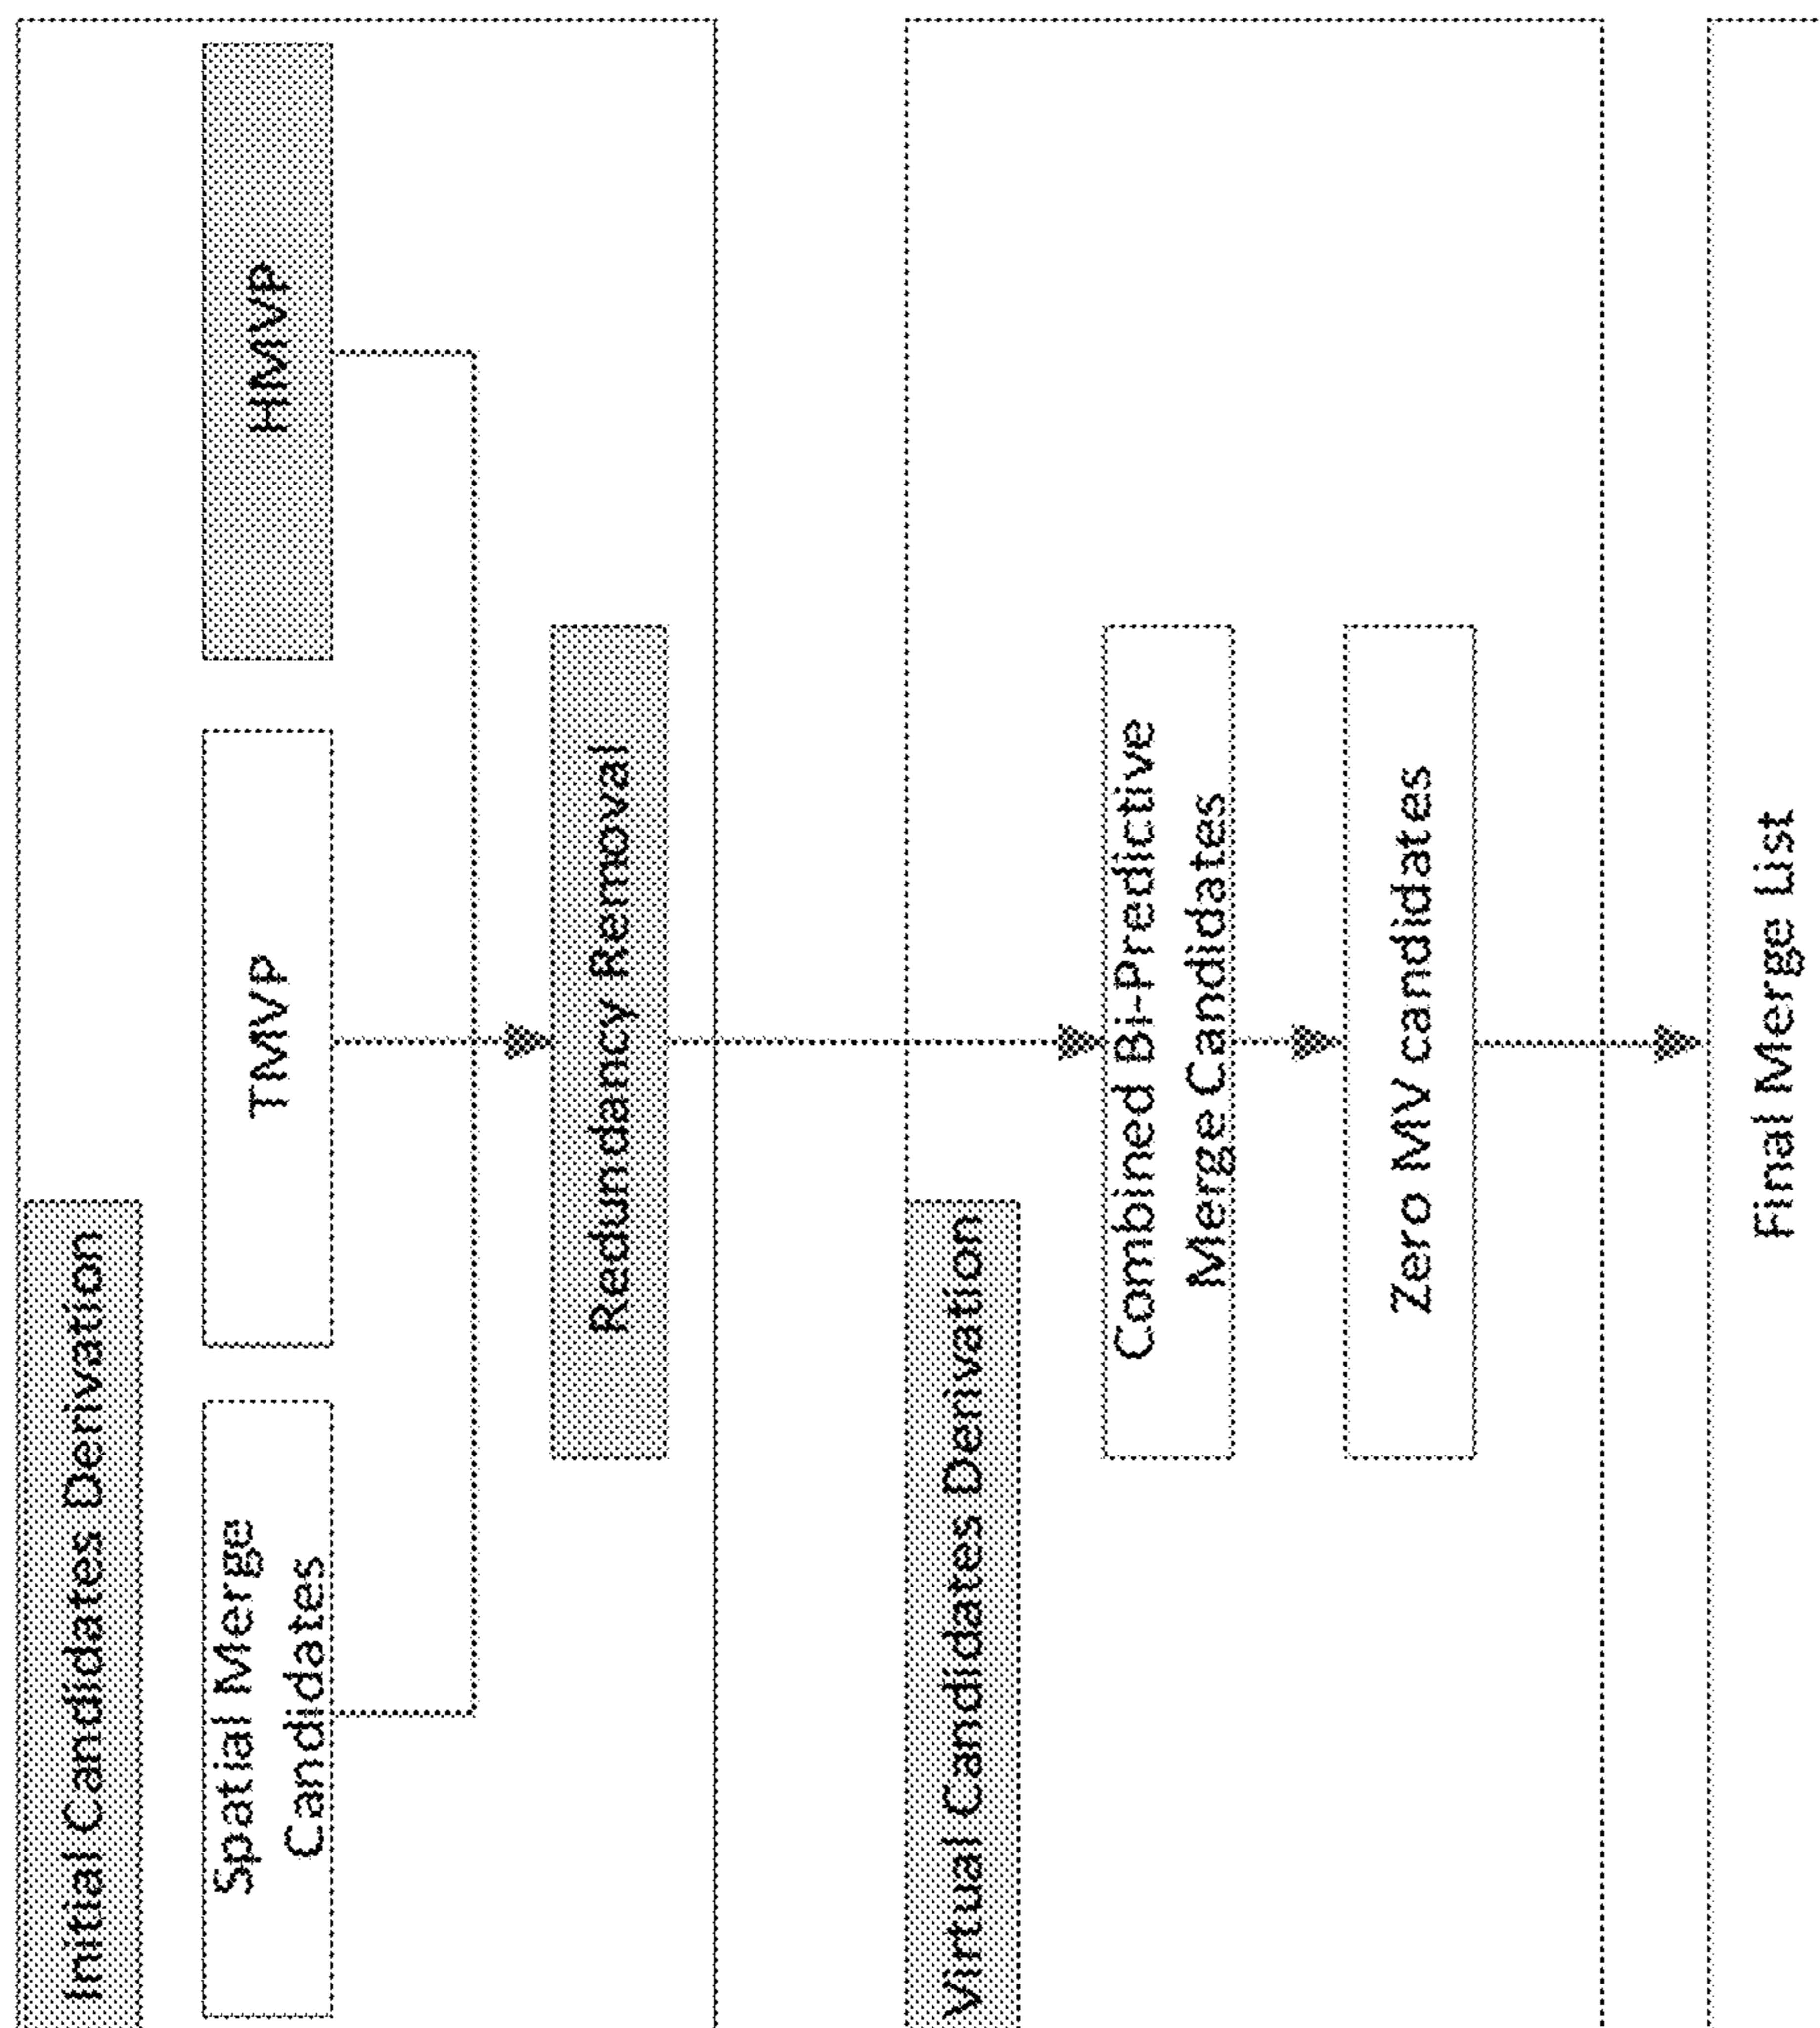 Initial Candidates Derivation
Spatial Merge
Candidates
TMVP
HMVP
Redundancy Removal
Virtual Candidates Derivation
Combined Bi-Predictive
Merge Candidates
Zero MV candidates
Final Merge List